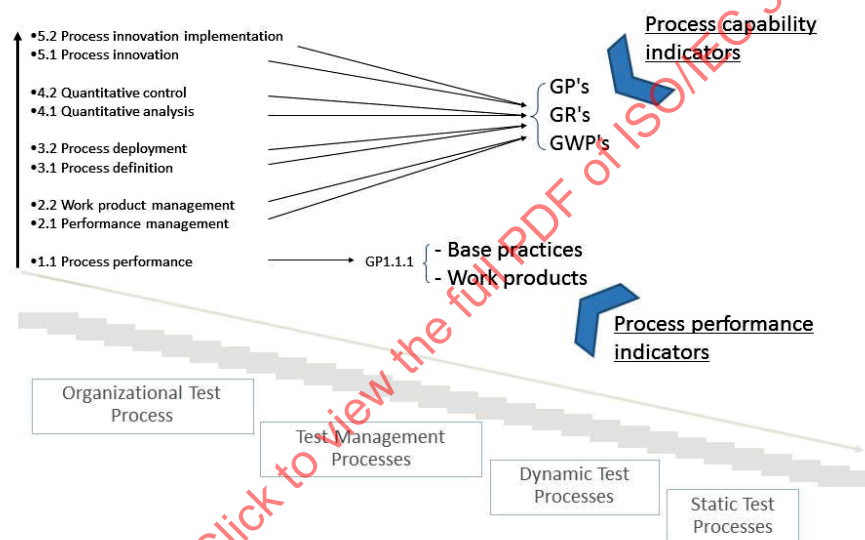 •5.2 Process innovation implementation
•5.1 Process innovation
•4.2 Quantitative control
•4.1 Quantitative analysis
•3.2 Process deployment
•3.1 Process definition
•2.2 Work product management
•2.1 Performance management
•1.1 Process performance
GP1.1.1
- Base practices
- Work products
GP's
GR's
GWP's
Process capability
indicators
Process performance
indicators
Organizational Test
Process
Test Management
Processes
Dynamic Test
Processes
Static Test
Processes
Click to view the full PDF of ISO/IEC